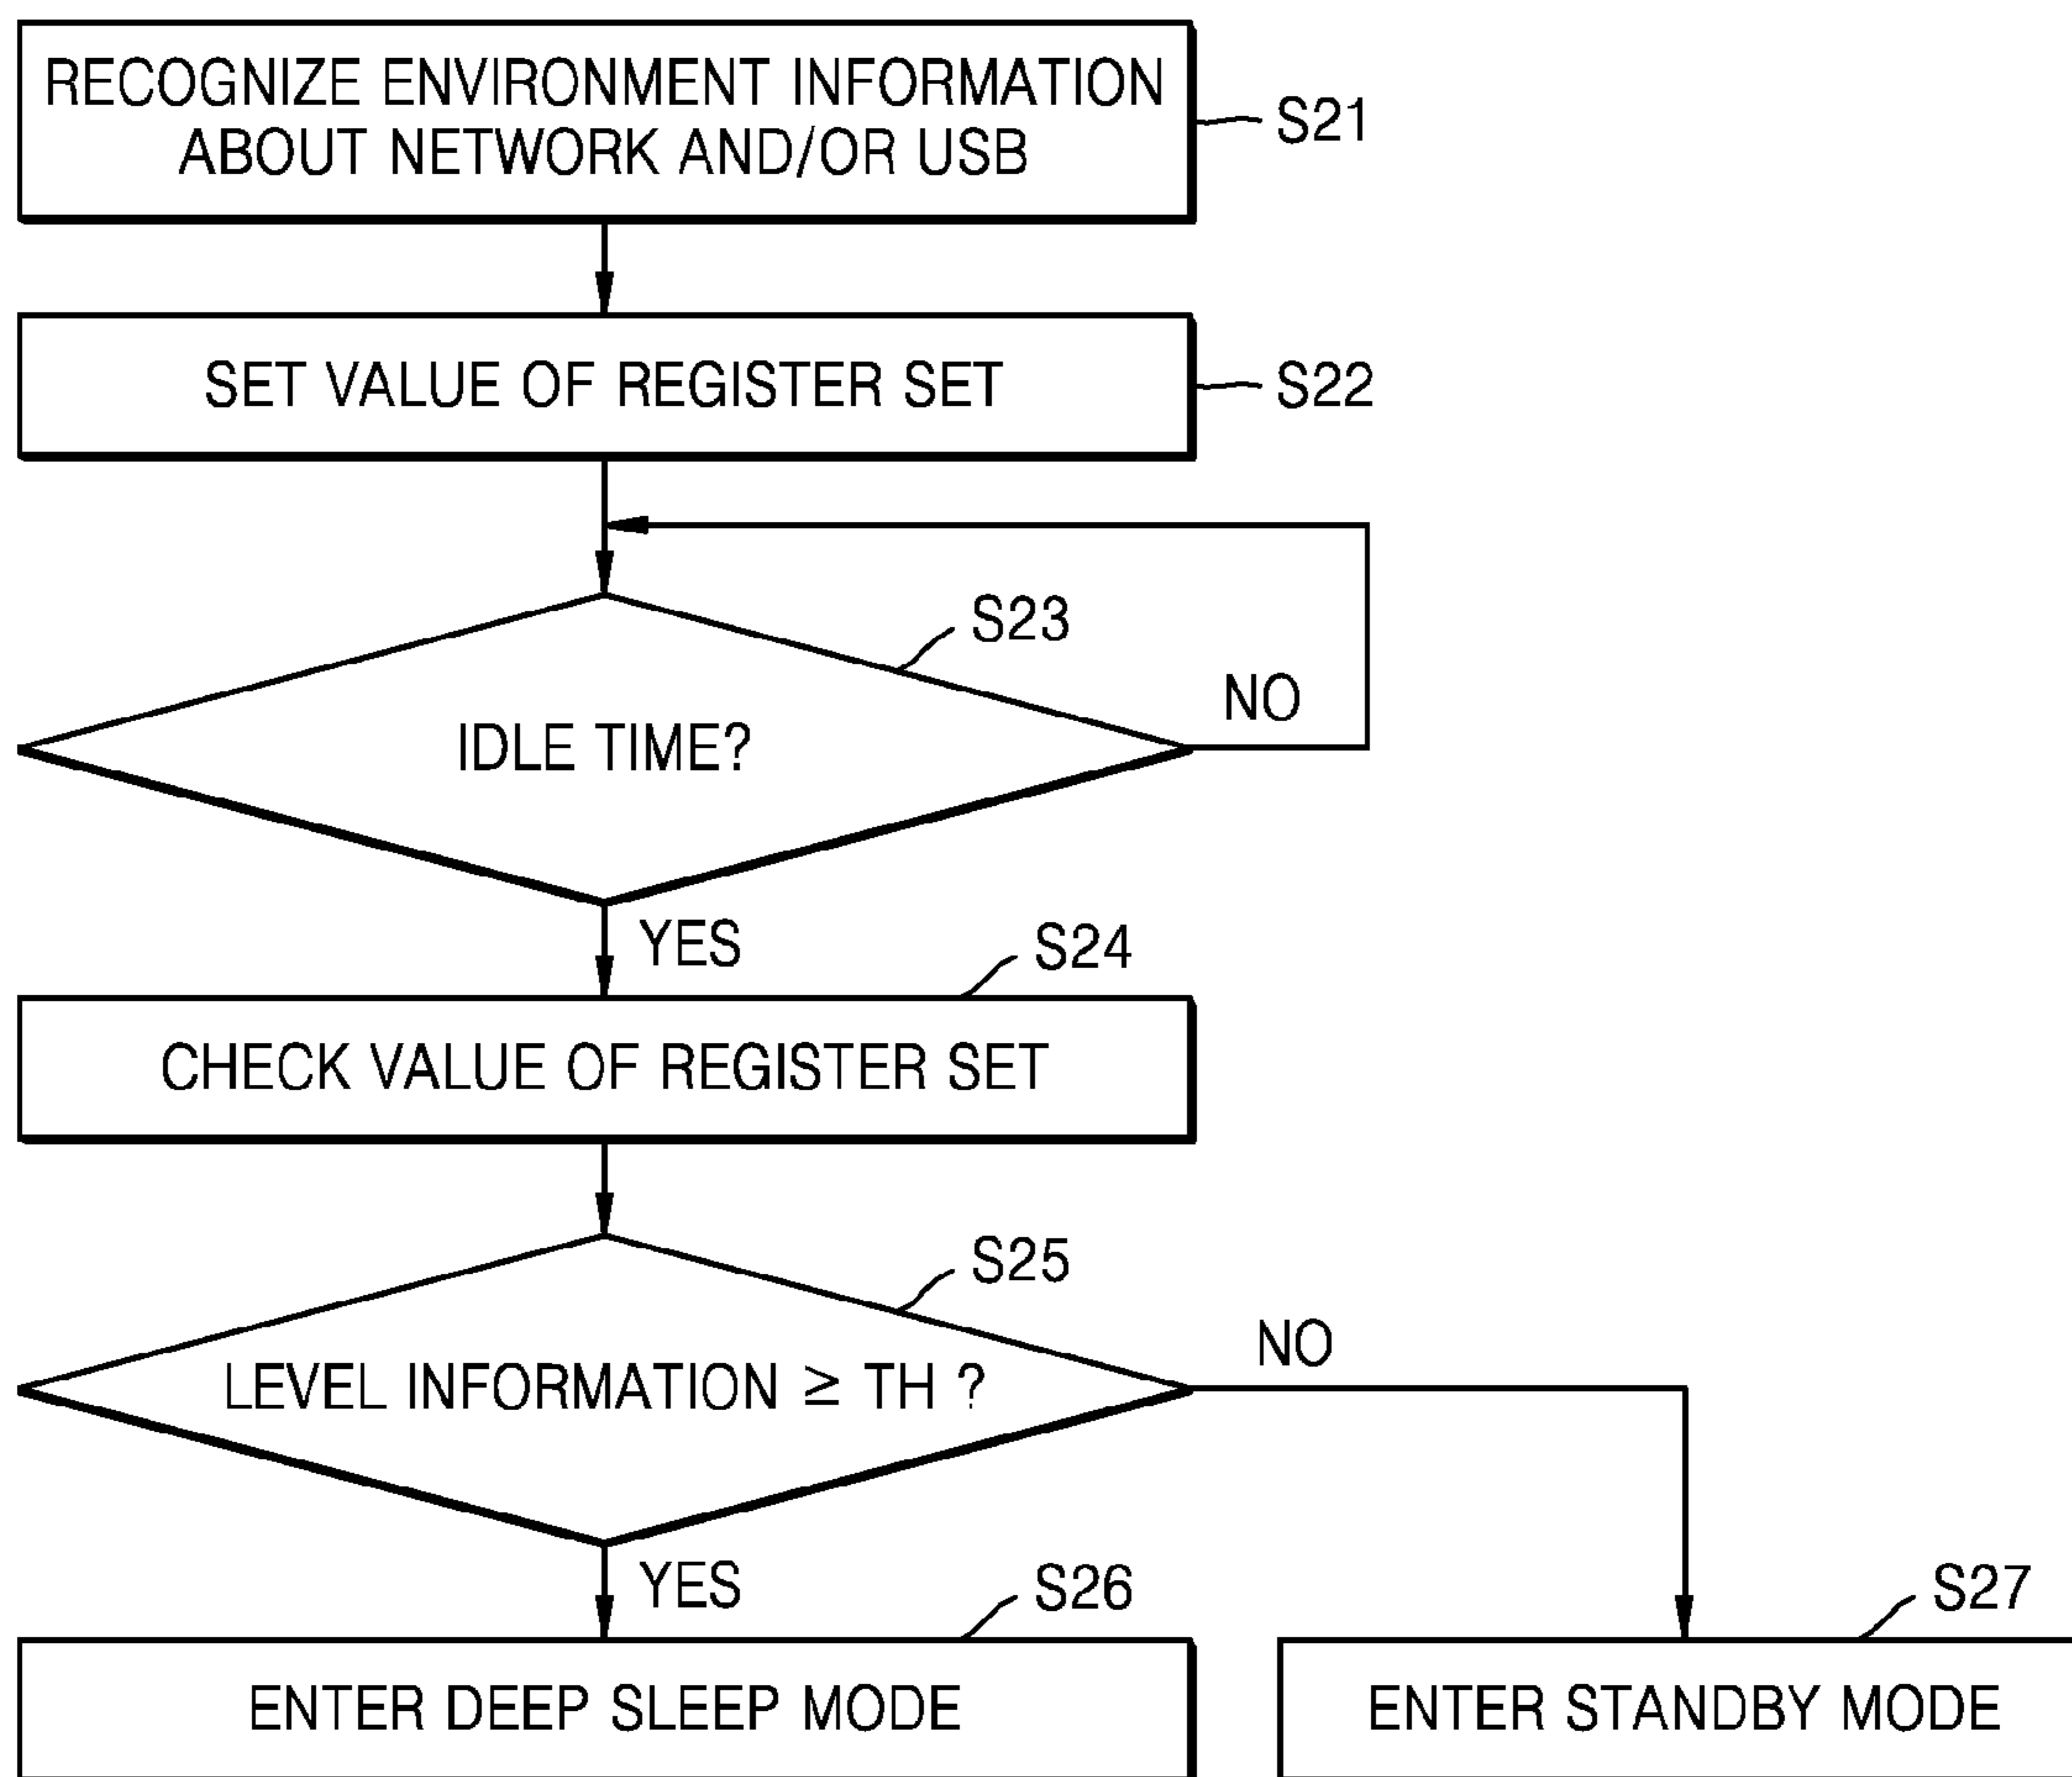 RECOGNIZE ENVIRONMENT INFORMATION
ABOUT NETWORK AND/OR USB
S21
SET VALUE OF REGISTER SET
S22
S23
IDLE TIME?
NO
YES
S24
CHECK VALUE OF REGISTER SET
S25
LEVEL INFORMATION ≥ TH ?
NO
YES
S26
S27
ENTER DEEP SLEEP MODE
ENTER STANDBY MODE